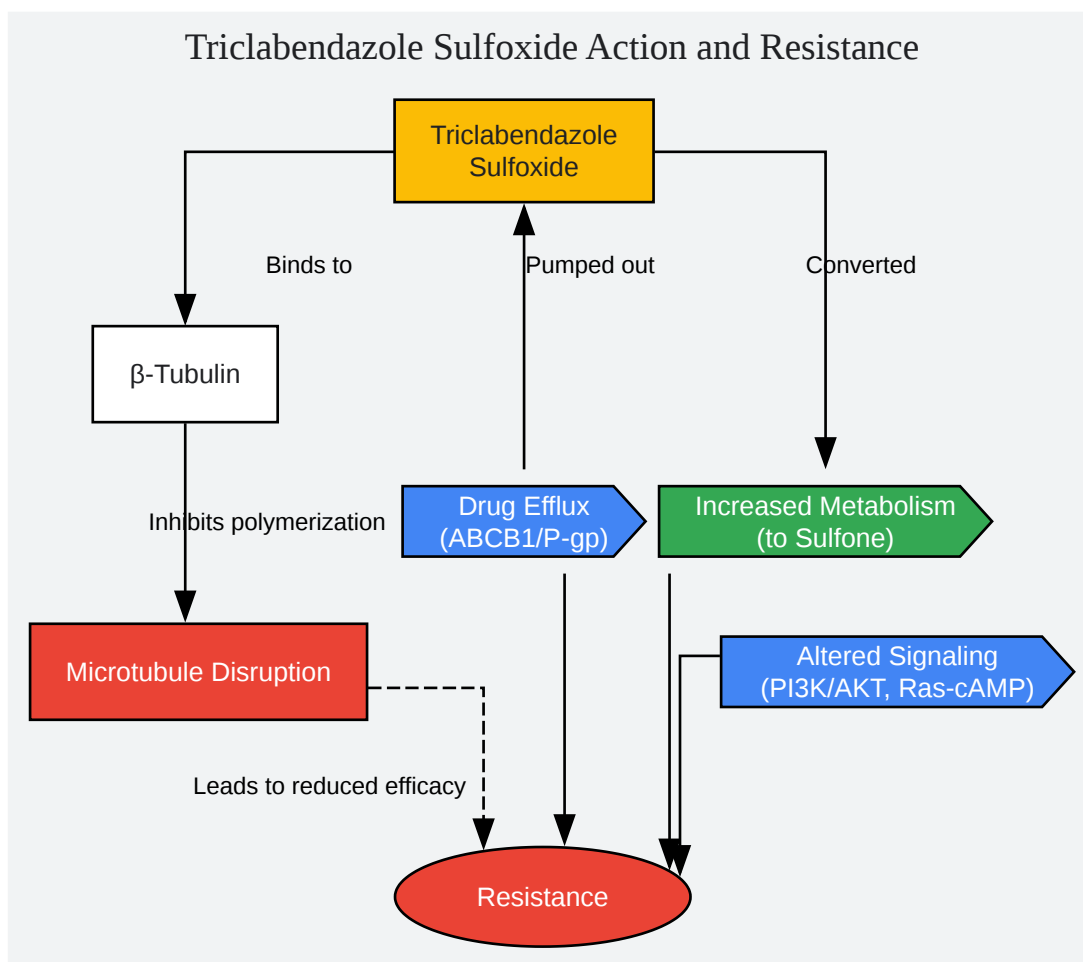 Triclabendazole Sulfoxide Action and Resistance
Triclabendazole
Sulfoxide
Binds to
Pumped out
Converted
β-Tubulin
Inhibits polymerization
Drug Efflux
(ABCB1/P-gp)
Increased Metabolism
(to Sulfone)
Microtubule Disruption
Altered Signaling
(PI3K/AKT, Ras-cAMP)
Leads to reduced efficacy
Resistance